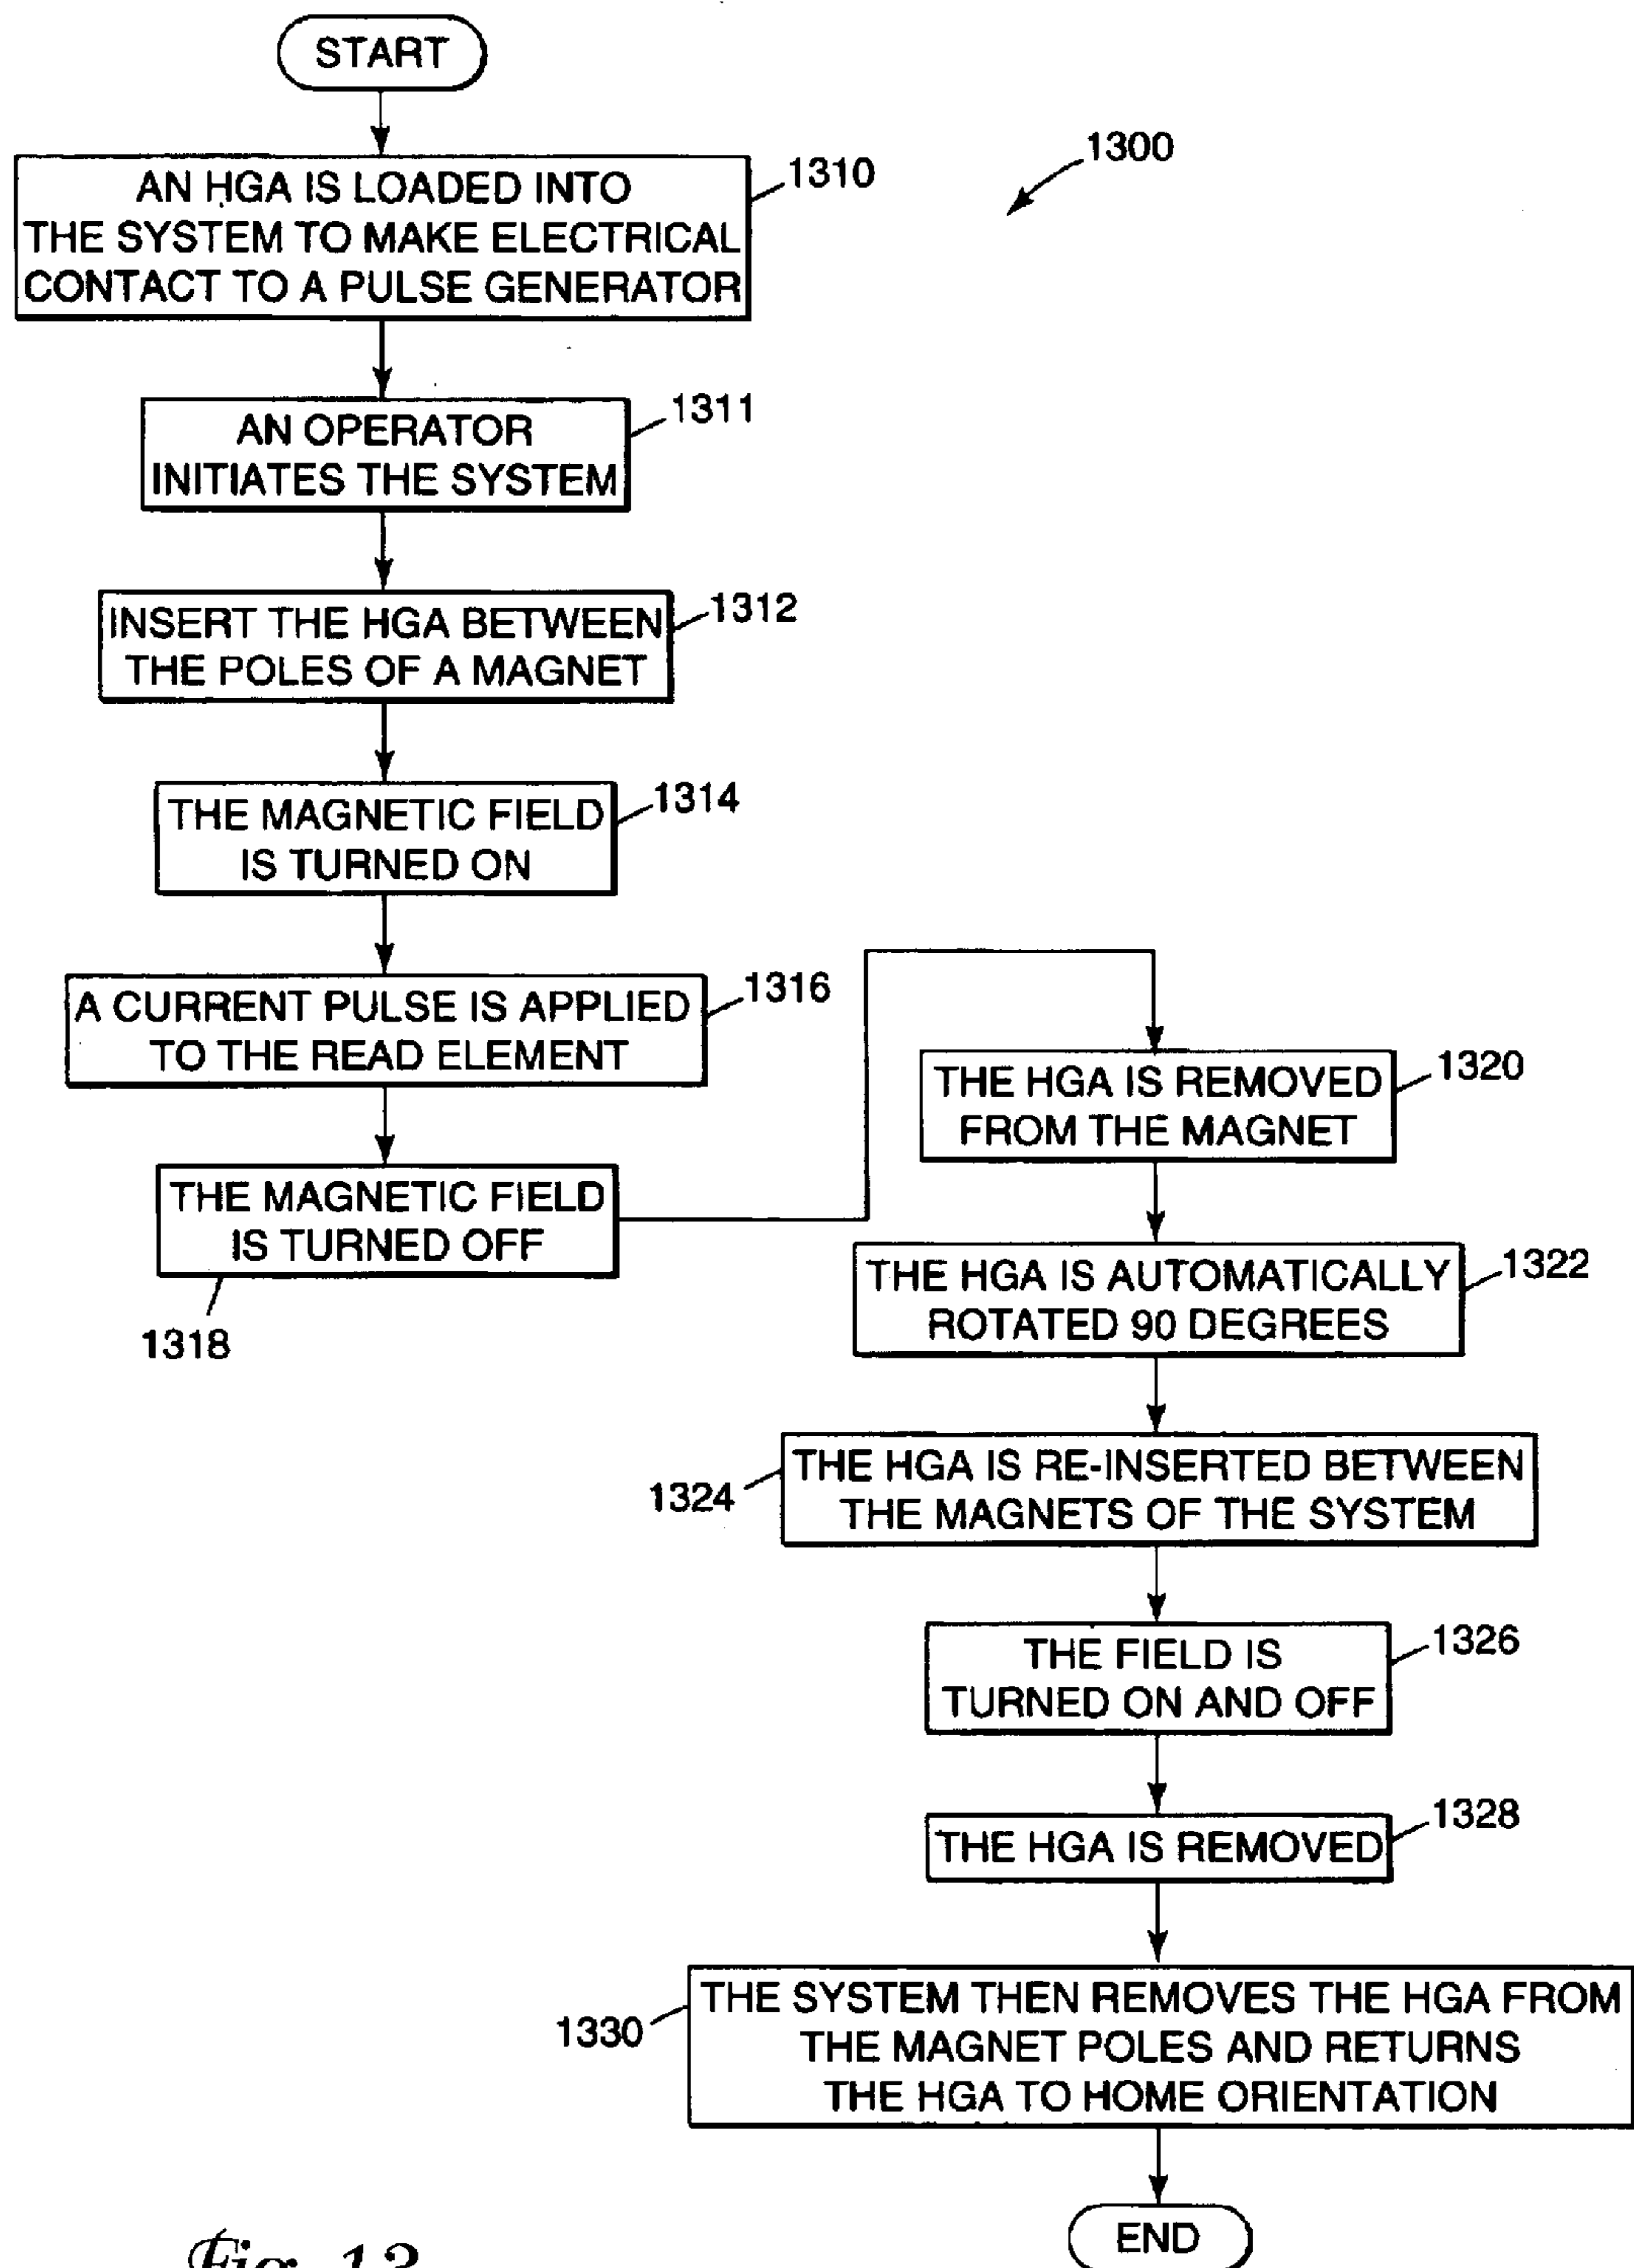 START
1300
AN HGA IS LOADED INTO
THE SYSTEM TO MAKE ELECTRICAL
CONTACT TO A PULSE GENERATOR
1310
AN OPERATOR
INITIATES THE SYSTEM
1311
INSERT THE HGA BETWEEN
THE POLES OF A MAGNET
1312
THE MAGNETIC FIELD
IS TURNED ON
1314
A CURRENT PULSE IS APPLIED
TO THE READ ELEMENT
1316
THE MAGNETIC FIELD
IS TURNED OFF
1318
THE HGA IS REMOVED
FROM THE MAGNET
1320
THE HGA IS AUTOMATICALLY
ROTATED 90 DEGREES
1322
THE HGA IS RE-INSERTED BETWEEN
THE MAGNETS OF THE SYSTEM
1324
THE FIELD IS
TURNED ON AND OFF
1326
THE HGA IS REMOVED
1328
THE SYSTEM THEN REMOVES THE HGA FROM
THE MAGNET POLES AND RETURNS
THE HGA TO HOME ORIENTATION
1330
END
Fig. 13